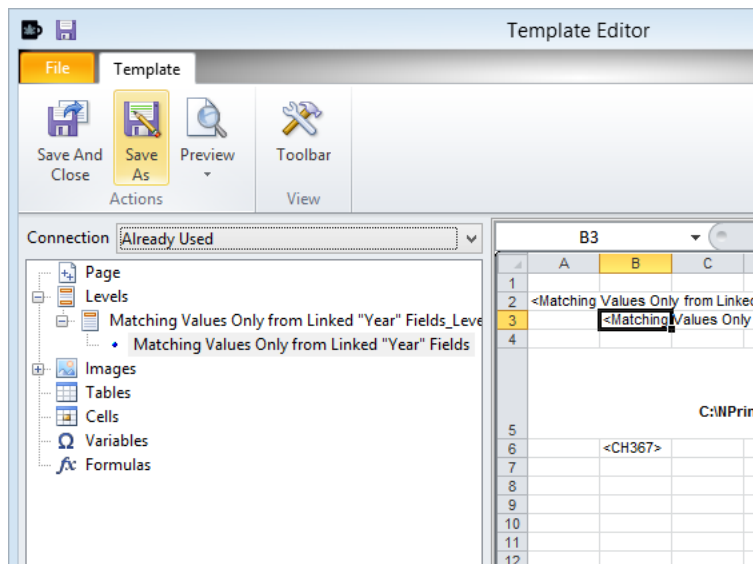 Template Editor
File Template
Save And Close
Save As
Preview
Toolbar
Actions
View
Connection Already Used
B3
Page
Levels
Matching Values Only from Linked "Year" Fields_Leve
Matching Values Only from Linked "Year" Fields
Images
Tables
Cells
Variables
fx Formulas
A B C
1
2 <Matching Values Only from Linked
3 <Matching Values Only
4
5 C:\NPrin
6 <CH367>
7
8
9
10
11
12